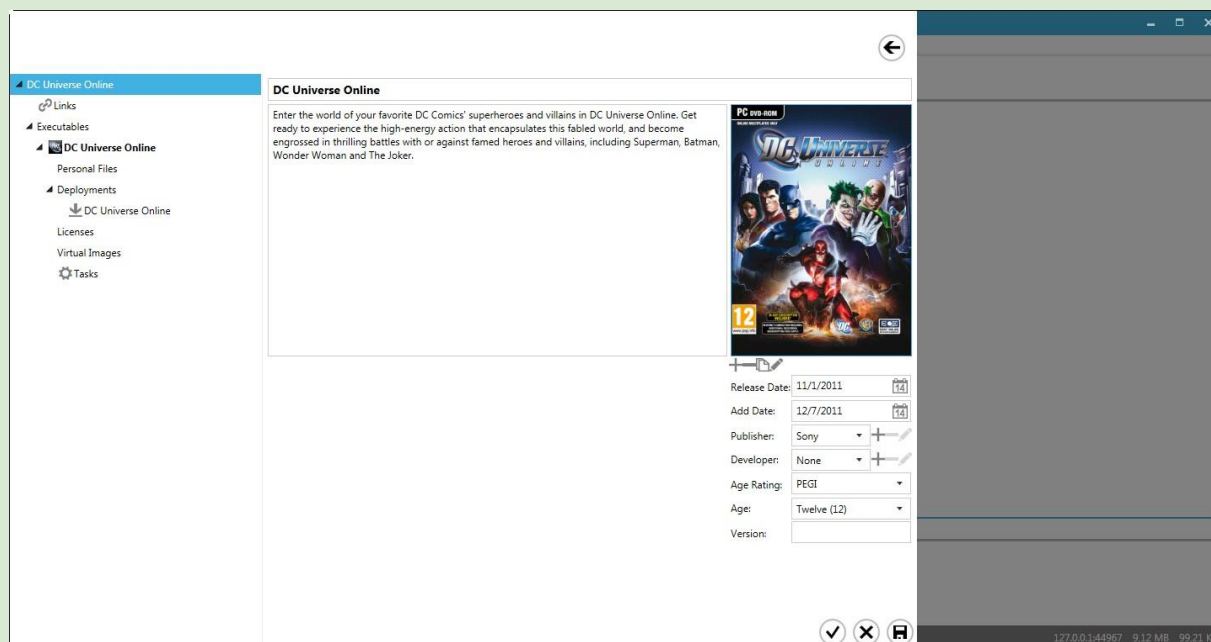 DC Universe Online
Links
Executables
DC Universe Online
Personal Files
Deployments
DC Universe Online
Licenses
Virtual Images
Tasks
DC Universe Online
Enter the world of your favorite DC Comics' superheroes and villains in DC Universe Online. Get
ready to experience the high-energy action that encapsulates this fabled world, and become
engrossed in thrilling battles with or against famed heroes and villains, including Superman, Batman,
Wonder Woman and The Joker.
PC DVD-ROM
DC UNIVERSE
ONLINE
12
Release Date: 11/1/2011 14
Add Date: 12/7/2011 14
Publisher: Sony
Developer: None
Age Rating: PEGI
Age: Twelve (12)
Version:
127.0.0.1:44967 9.12 MB 99.21 K